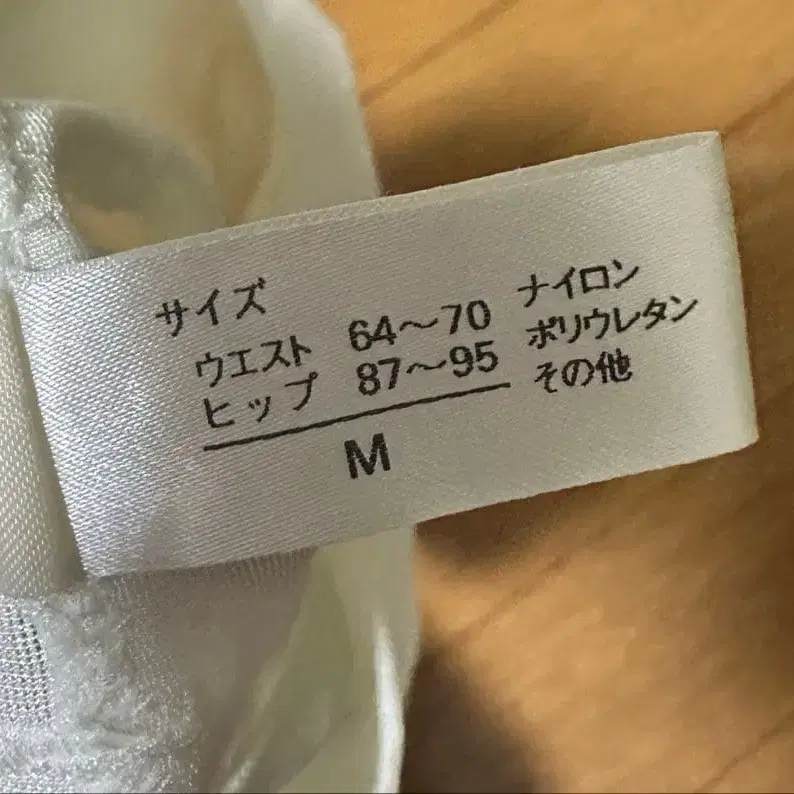 サイズ
ウエスト 64〜70
ヒップ 87〜95
M
ナイロン
ポリウレタン
その他